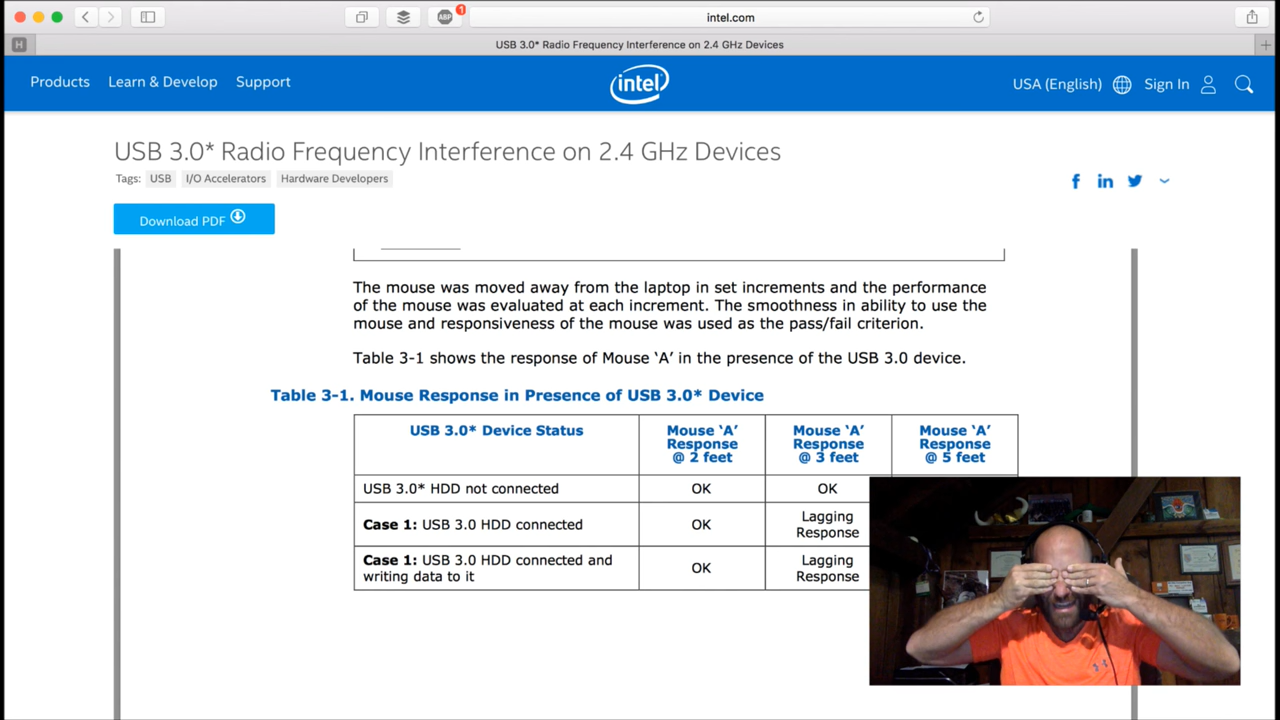 ABP
1
intel.com
H
USB 3.0* Radio Frequency Interference on 2.4 GHz Devices
+
Products
Learn & Develop
Support
intel
USA (English)
Sign In
USB 3.0* Radio Frequency Interference on 2.4 GHz Devices
Tags: USB I/O Accelerators Hardware Developers
Download PDF
The mouse was moved away from the laptop in set increments and the performance
of the mouse was evaluated at each increment. The smoothness in ability to use the
mouse and responsiveness of the mouse was used as the pass/fail criterion.
Table 3-1 shows the response of Mouse ‘A’ in the presence of the USB 3.0 device.
Table 3-1. Mouse Response in Presence of USB 3.0* Device
USB 3.0* Device Status
Mouse ‘A’
Response
@ 2 feet
Mouse ‘A’
Response
@ 3 feet
Mouse ‘A’
Response
@ 5 feet
USB 3.0* HDD not connected
OK
OK
Case 1: USB 3.0 HDD connected
OK
Lagging
Response
Case 1: USB 3.0 HDD connected and
writing data to it
OK
Lagging
Response